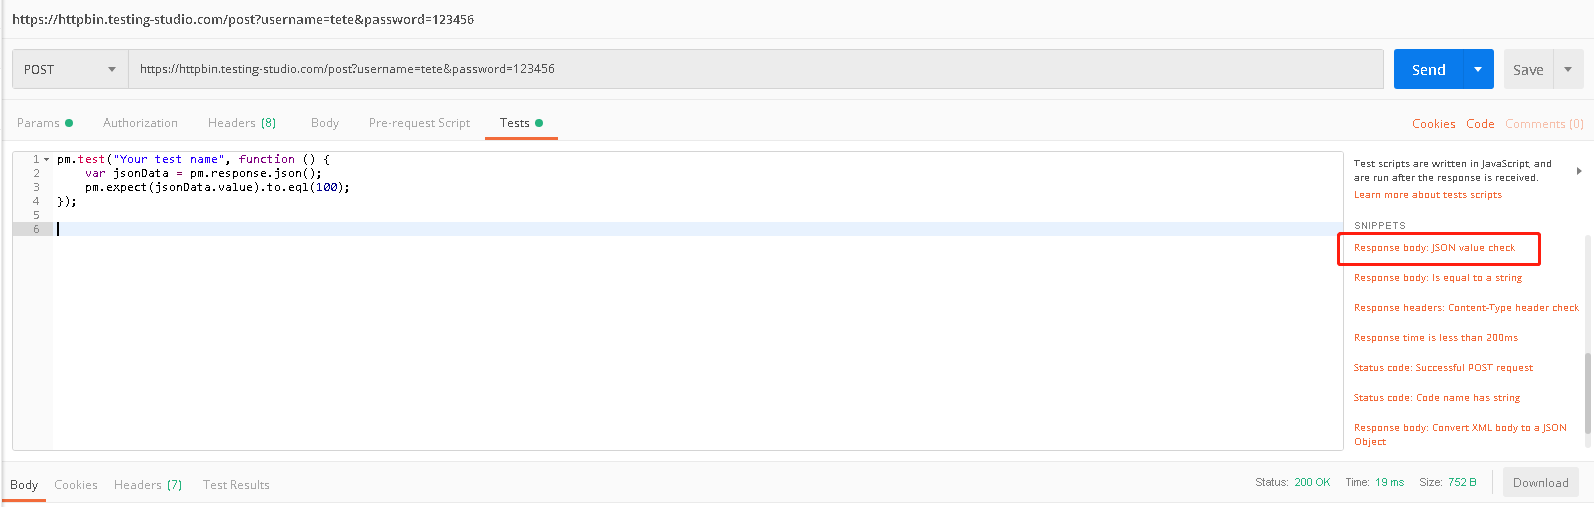 https://httpbin.testing-studio.com/post?username=tete&password=123456
POST
https://httpbin.testing-studio.com/post?username=tete&password=123456
Send
Save
Params
Authorization
Headers (8)
Body
Pre-request Script
Tests
Cookies
Code
Comments (0)
1 pm.test("Your test name", function () {
2 var jsonData = pm.response.json();
3 pm.expect(jsonData.value).to.eql(100);
4 });
5
6
Test scripts are written in JavaScript, and
are run after the response is received.
Learn more about tests scripts
SNIPPETS
Response body: JSON value check
Response body: Is equal to a string
Response headers: Content-Type header check
Response time is less than 200ms
Status code: Successful POST request
Status code: Code name has string
Response body: Convert XML body to a JSON
Object
Body
Cookies
Headers (7)
Test Results
Status: 200 OK
Time: 19 ms
Size: 752 B
Download